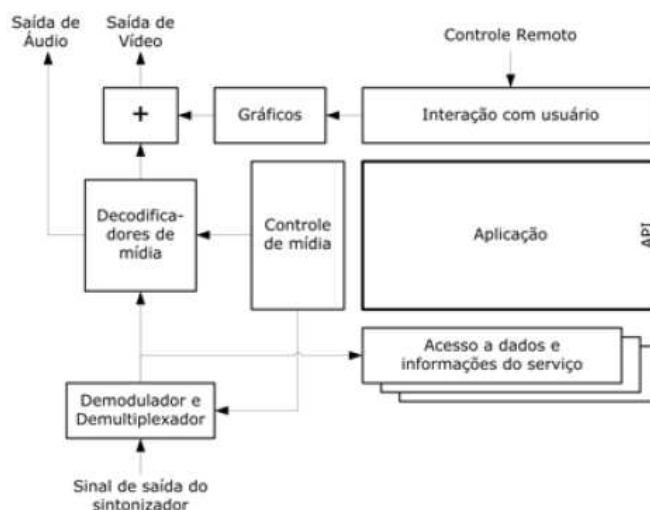 Saída de
Áudio
Saída de
Vídeo
Controle Remoto
+
Gráficos
Interação com usuário
Decodifica-
dores de
mídia
Controle
de mídia
Aplicação
API
Acesso a dados e
informações do serviço
Demodulador e
Demultiplexador
Sinal de saída do
sintonizador